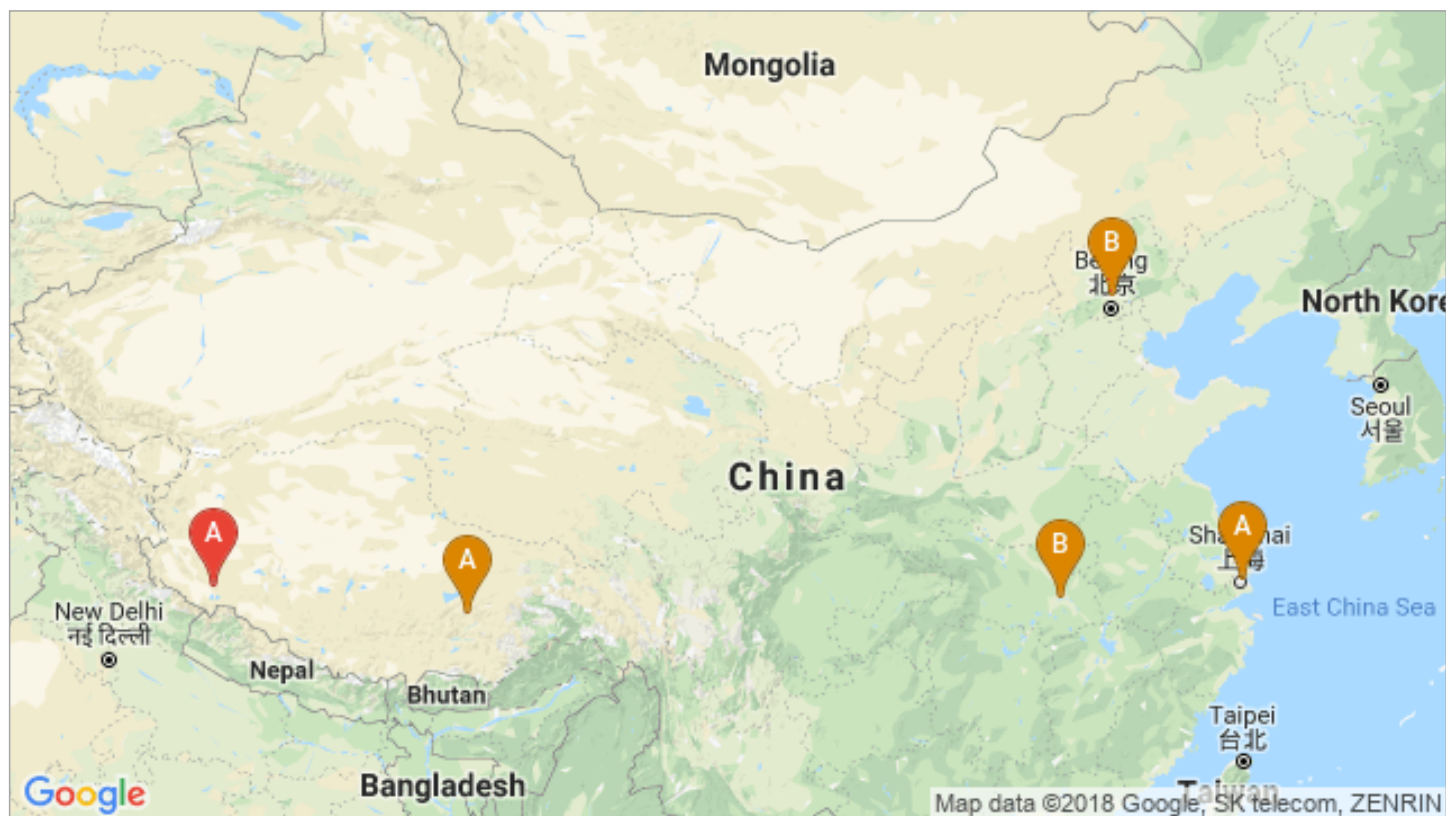 Mongolia
B
Beijing
北京
North Kore
Seoul
서울
China
A
A
B
A
Shanghai
上海
New Delhi
नई दिल्ली
East China Sea
Nepal
Bhutan
Taipei
台北
Bangladesh
Taiwan
Google
Map data ©2018 Google, SK telecom, ZENRIN